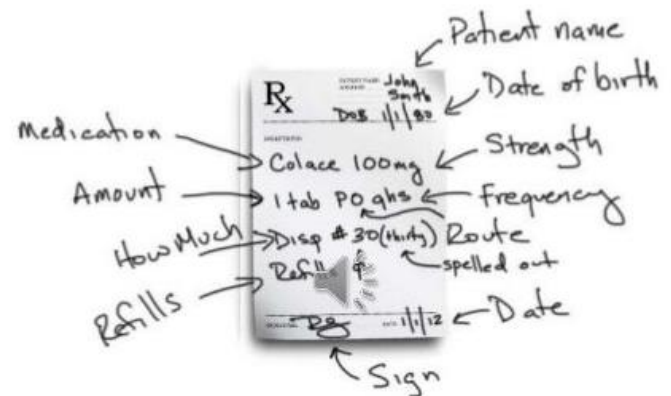 Patient name
Rx
John
Smith
Date of birth
DOB 1/1/80
Medication
Colace 100mg
Strength
Amount
1 tab PO qhs
Frequency
How Much
Disp # 30 (thirty)
Route
spelled out
Refills
Refills
1/1/12
Date
Sign